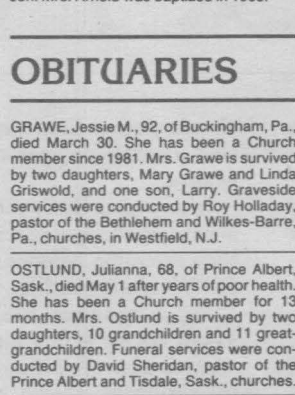 OBITUARIES
GRAWE, Jessie M., 92, of Buckingham, Pa.,
died March 30. She has been a Church
member since 1981. Mrs. Grawe is survived
by two daughters, Mary Grawe and Linda
Griswold, and one son, Larry. Graveside
services were conducted by Roy Holladay,
pastor of the Bethlehem and Wilkes-Barre,
Pa., churches, in Westfield, N.J.
OSTLUND, Julianna, 68, of Prince Albert,
Sask., died May 1 after years of poor health.
She has been a Church member for 13
months. Mrs. Ostlund is survived by two
daughters, 10 grandchildren and 11 great-
grandchildren. Funeral services were con-
ducted by David Sheridan, pastor of the
Prince Albert and Tisdale, Sask., churches.